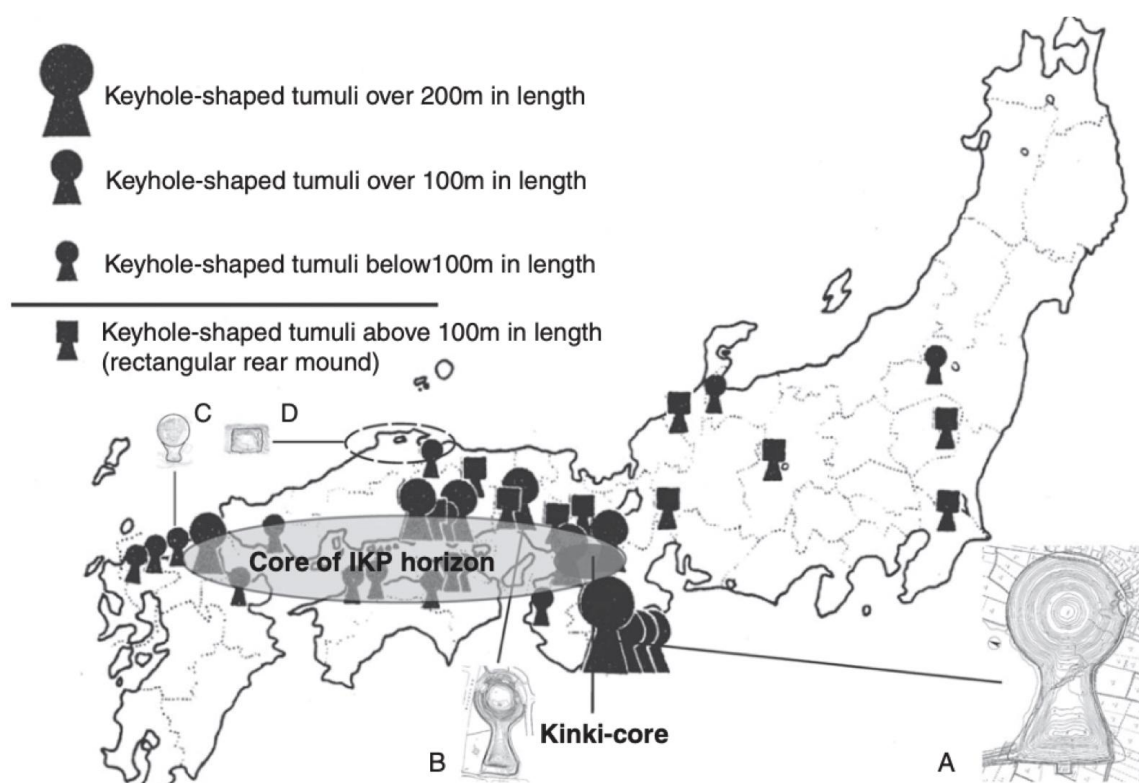 Keyhole-shaped tumuli over 200m in length
Keyhole-shaped tumuli over 100m in length
Keyhole-shaped tumuli below100m in length
Keyhole-shaped tumuli above 100m in length
(rectangular rear mound)
C
D
Core of IKP horizon
Kinki-core
B
A